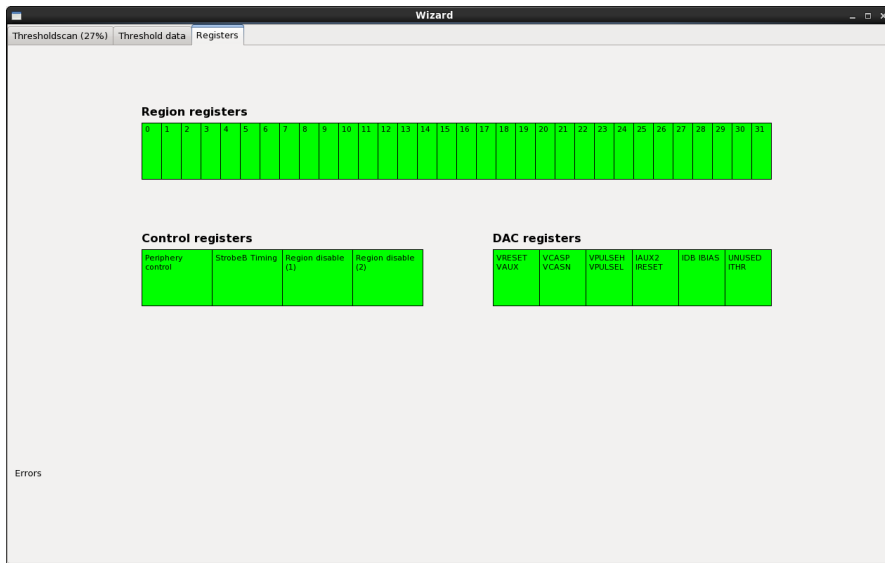 Wizard
Thresholdscan (27%) Threshold data Registers
Region registers
0 1 2 3 4 5 6 7 8 9 10 11 12 13 14 15 16 17 18 19 20 21 22 23 24 25 26 27 28 29 30 31
Control registers
Periphery control
StrobeB Timing
Region disable (1)
Region disable (2)
DAC registers
VRESET VAUX
VCASP VCASN
VPULSEH VPULSEL
IAUX2 IRESET
IDB IBIAS
UNUSED ITHR
Errors